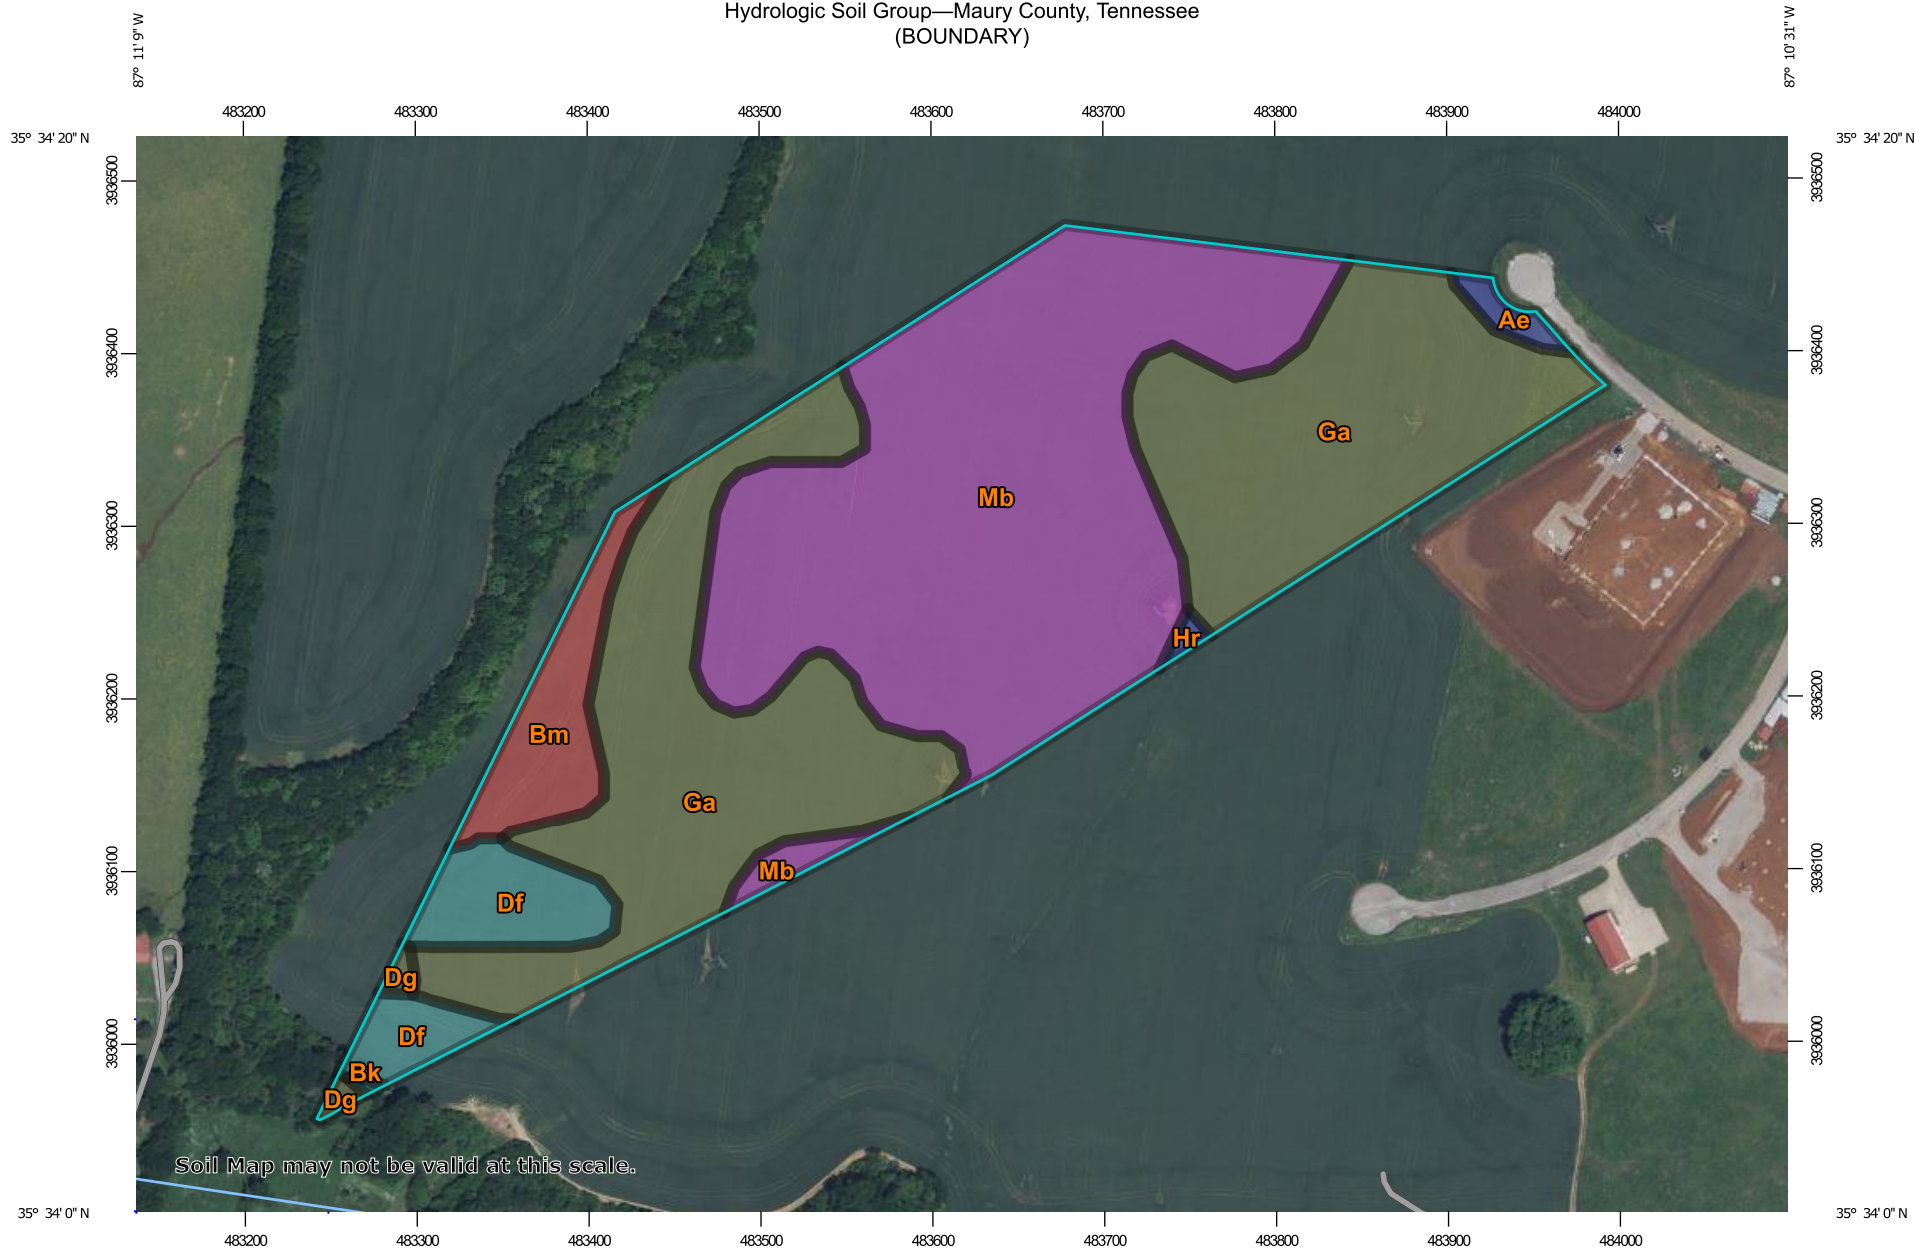 Hydrologic Soil Group—Maury County, Tennessee
(BOUNDARY)
87° 11' 9" W
87° 10' 31" W
483200 483300 483400 483500 483600 483700 483800 483900 484000
35° 34' 20" N
35° 34' 20" N
3936500
3936500
3936400
3936400
3936300
3936300
3936200
3936200
3936100
3936100
3936000
3936000
Ae
Ga
Mb
Hr
Bm
Ga
Mb
Df
Dg
Df
Bk
Dg
Soil Map may not be valid at this scale.
35° 34' 0" N
35° 34' 0" N
483200 483300 483400 483500 483600 483700 483800 483900 484000